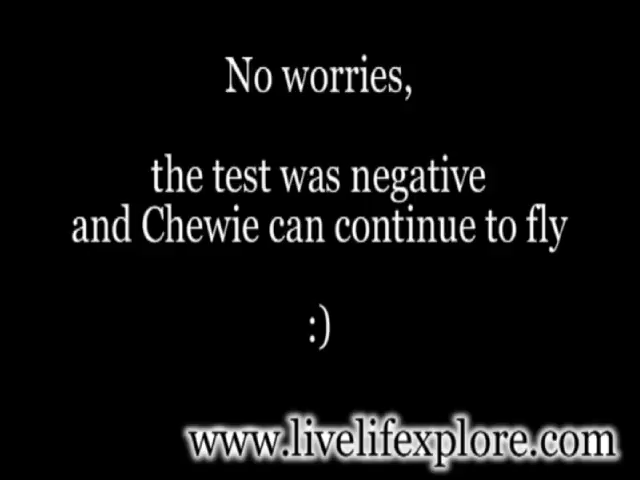 No worries,
the test was negative
and Chewie can continue to fly
:)
www.livelifexplore.com